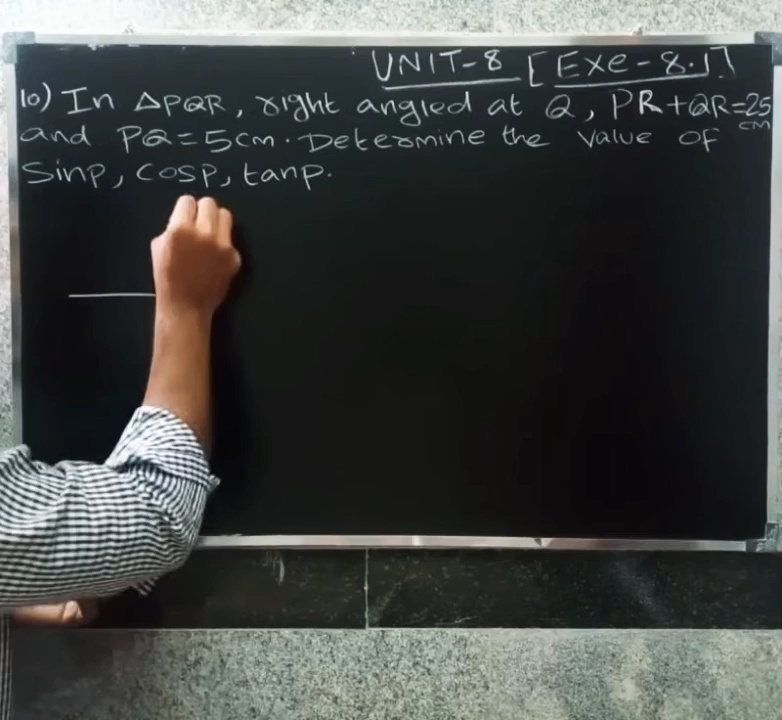 UNIT-8 [Exe-8.1]
10) In △PQR, right angled at Q, PR+QR=25 cm
and PQ=5cm. Determine the value of
Sinp, cosp, tanp.